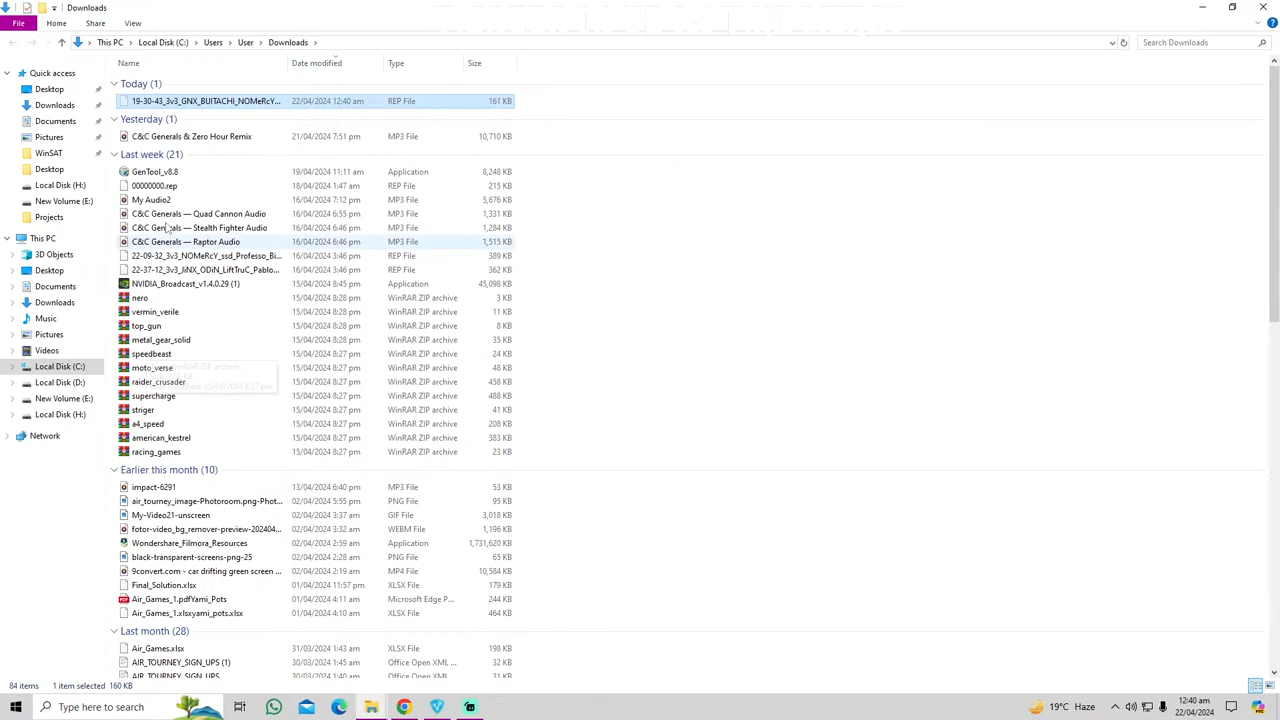 Downloads
File Home Share View
This PC Local Disk (C:) Users User Downloads
Search Downloads
Name Date modified Type Size
Quick access
Desktop
Downloads
Documents
Pictures
WinSAT
Desktop
Local Disk (H:)
New Volume (E:)
Projects
This PC
3D Objects
Desktop
Documents
Downloads
Music
Pictures
Videos
Local Disk (C:)
Local Disk (D:)
New Volume (E:)
Local Disk (H:)
Network
Today (1)
19-30-43_3v3_GNX_BUITACHI_NOMeRcY... 22/04/2024 12:40 am REP File 161 KB
Yesterday (1)
C&C Generals & Zero Hour Remix 21/04/2024 7:51 pm MP3 File 10,710 KB
Last week (21)
GenTool_v8.8 19/04/2024 11:11 am Application 8,248 KB
00000000.rep 18/04/2024 1:47 am REP File 215 KB
My Audio2 16/04/2024 7:12 pm MP3 File 5,676 KB
C&C Generals — Quad Cannon Audio 16/04/2024 6:55 pm MP3 File 1,331 KB
C&C Generals — Stealth Fighter Audio 16/04/2024 6:46 pm MP3 File 1,284 KB
C&C Generals — Raptor Audio 16/04/2024 6:46 pm MP3 File 1,515 KB
22-09-32_3v3_NOMeRcY_ssd_Professo_Bi... 16/04/2024 3:46 pm REP File 389 KB
22-37-12_3v3_JiNX_ODiN_LiftTruC_Pablo... 16/04/2024 3:46 pm REP File 362 KB
NVIDIA_Broadcast_v1.4.0.29 (1) 15/04/2024 8:45 pm Application 45,098 KB
nero 15/04/2024 8:28 pm WinRAR ZIP archive 3 KB
vermin_verile 15/04/2024 8:28 pm WinRAR ZIP archive 11 KB
top_gun 15/04/2024 8:28 pm WinRAR ZIP archive 8 KB
metal_gear_solid 15/04/2024 8:28 pm WinRAR ZIP archive 35 KB
speedbeast 15/04/2024 8:27 pm WinRAR ZIP archive 24 KB
moto_verse 15/04/2024 8:27 pm WinRAR ZIP archive 48 KB
raider_crusader 15/04/2024 8:27 pm WinRAR ZIP archive 458 KB
supercharge 15/04/2024 8:27 pm WinRAR ZIP archive 488 KB
striger 15/04/2024 8:27 pm WinRAR ZIP archive 41 KB
a4_speed 15/04/2024 8:27 pm WinRAR ZIP archive 208 KB
american_kestrel 15/04/2024 8:27 pm WinRAR ZIP archive 383 KB
racing_games 15/04/2024 8:27 pm WinRAR ZIP archive 23 KB
Earlier this month (10)
impact-6291 13/04/2024 6:40 pm MP3 File 53 KB
air_tourney_image-Photoroom.png-Phot... 02/04/2024 5:55 pm PNG File 95 KB
My-Video21-unscreen 02/04/2024 3:37 am GIF File 3,018 KB
fotor-video_bg_remover-preview-202404... 02/04/2024 3:32 am WEBM File 1,196 KB
Wondershare_Filmora_Resources 02/04/2024 2:59 am Application 1,731,620 KB
black-transparent-screens-png-25 02/04/2024 2:28 am PNG File 65 KB
9convert.com - car drifting green screen ... 02/04/2024 2:19 am MP4 File 10,584 KB
Final_Solution.xlsx 01/04/2024 11:57 pm XLSX File 179 KB
Air_Games_1.pdfYami_Pots 01/04/2024 4:11 am Microsoft Edge P... 244 KB
Air_Games_1.xlsxyami_pots.xlsx 01/04/2024 4:10 am XLSX File 464 KB
Last month (28)
Air_Games.xlsx 31/03/2024 1:43 am XLSX File 198 KB
AIR_TOURNEY_SIGN_UPS (1) 30/03/2024 1:45 am Office Open XML ... 32 KB
AIR_TOURNEY_SIGN_UPS 30/03/2024 1:40 am Office Open XML ... 31 KB
84 items 1 item selected 160 KB
Type here to search
19°C Haze
12:40 am
22/04/2024